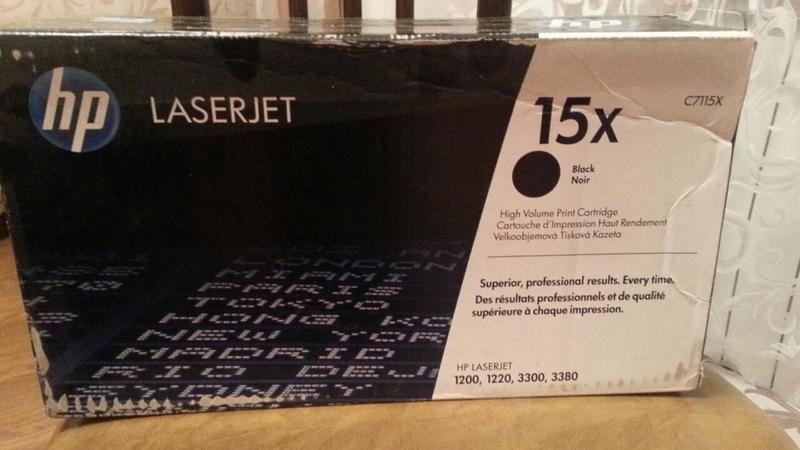 hp
LASERJET
15X
C7115X
Black
Noir
High Volume Print Cartridge
Cartouche d'Impression Haut Rendement
Velkoobjemová Tisková Kazeta
Superior, professional results. Every time.
Des résultats professionnels et de qualité
supérieure à chaque impression.
HP LASERJET
1200, 1220, 3300, 3380
LONDON
MIAMI
PARIS
TOKYO
HONG KO
NEW YOR
MADRID
RIO DE J
SYDNEY